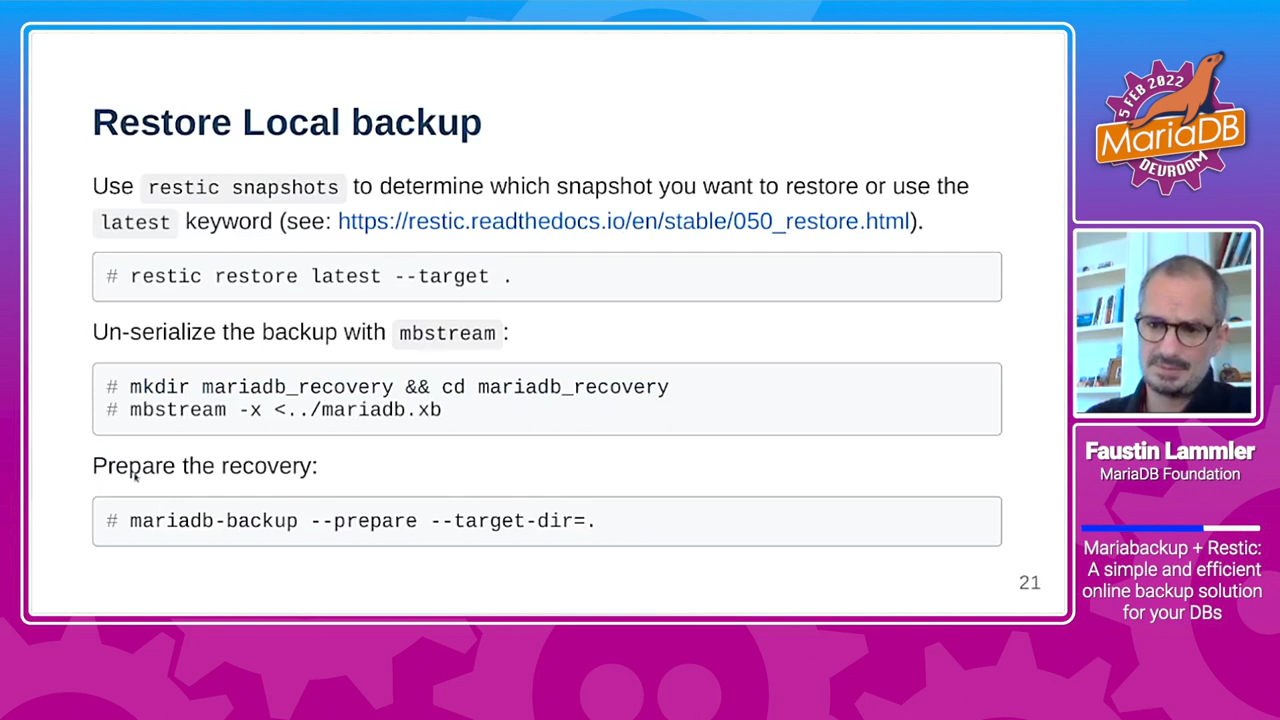 Restore Local backup
Use restic snapshots to determine which snapshot you want to restore or use the
latest keyword (see: https://restic.readthedocs.io/en/stable/050_restore.html).
# restic restore latest --target .
Un-serialize the backup with mbstream:
# mkdir mariadb_recovery && cd mariadb_recovery
# mbstream -x <../mariadb.xb
Prepare the recovery:
# mariadb-backup --prepare --target-dir=.
21
5 FEB 2022
MariaDB
DEVROOM
Faustin Lammler
MariaDB Foundation
Mariabackup + Restic:
A simple and efficient
online backup solution
for your DBs